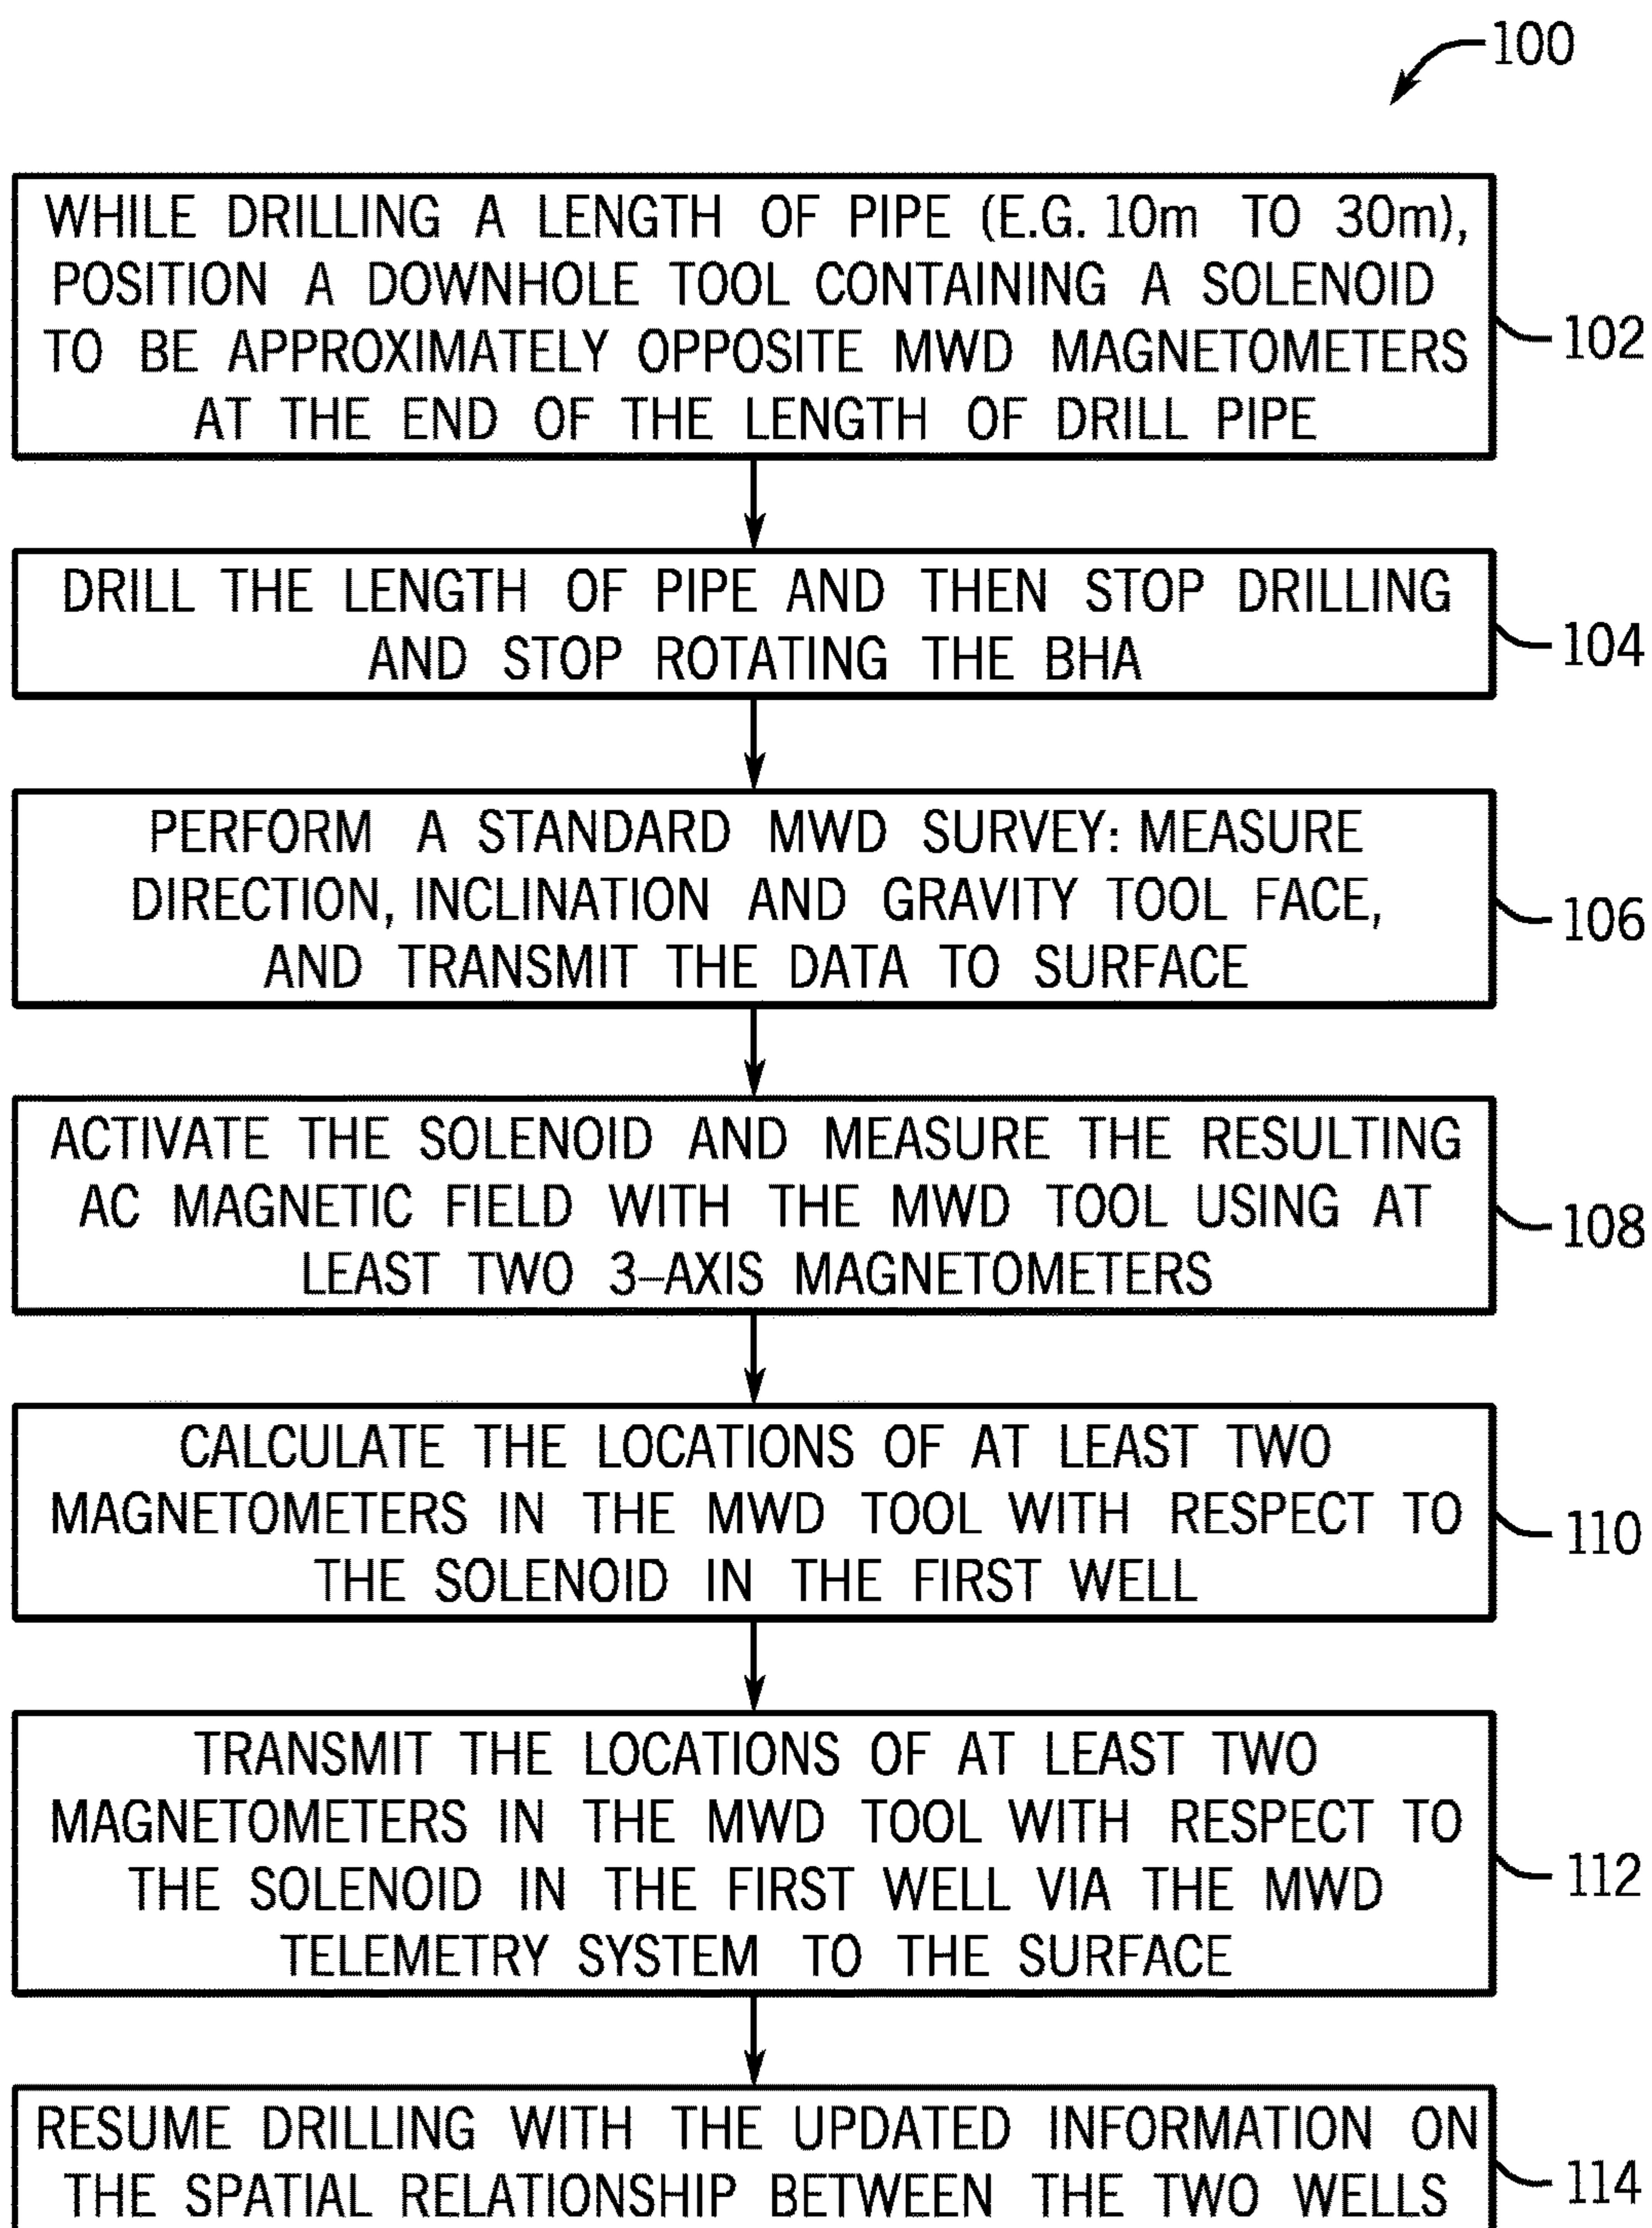 100
WHILE DRILLING A LENGTH OF PIPE (E.G. 10m TO 30m),
POSITION A DOWNHOLE TOOL CONTAINING A SOLENOID
TO BE APPROXIMATELY OPPOSITE MWD MAGNETOMETERS
AT THE END OF THE LENGTH OF DRILL PIPE
102
DRILL THE LENGTH OF PIPE AND THEN STOP DRILLING
AND STOP ROTATING THE BHA
104
PERFORM A STANDARD MWD SURVEY: MEASURE
DIRECTION, INCLINATION AND GRAVITY TOOL FACE,
AND TRANSMIT THE DATA TO SURFACE
106
ACTIVATE THE SOLENOID AND MEASURE THE RESULTING
AC MAGNETIC FIELD WITH THE MWD TOOL USING AT
LEAST TWO 3–AXIS MAGNETOMETERS
108
CALCULATE THE LOCATIONS OF AT LEAST TWO
MAGNETOMETERS IN THE MWD TOOL WITH RESPECT TO
THE SOLENOID IN THE FIRST WELL
110
TRANSMIT THE LOCATIONS OF AT LEAST TWO
MAGNETOMETERS IN THE MWD TOOL WITH RESPECT TO
THE SOLENOID IN THE FIRST WELL VIA THE MWD
TELEMETRY SYSTEM TO THE SURFACE
112
RESUME DRILLING WITH THE UPDATED INFORMATION ON
THE SPATIAL RELATIONSHIP BETWEEN THE TWO WELLS
114